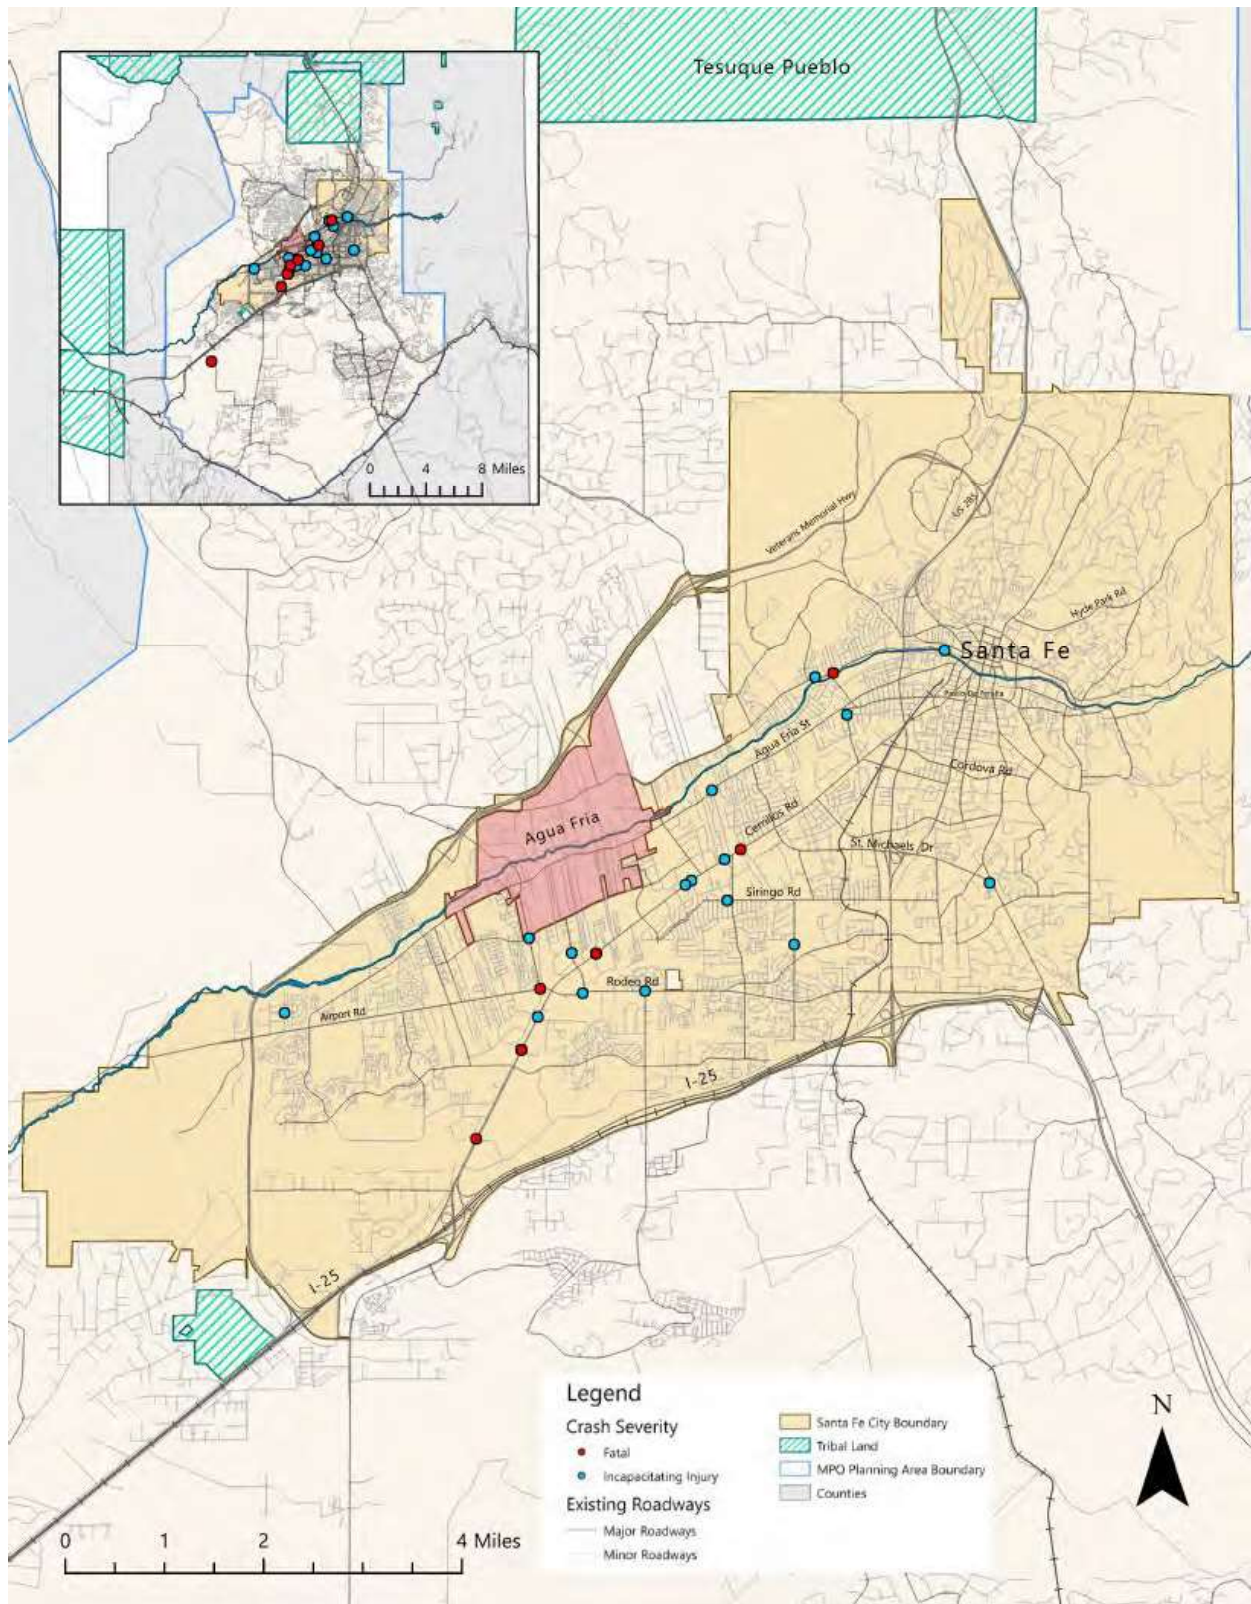 Tesuque Pueblo
0 4 8 Miles
Veterans Memorial Hwy
US 285
Hyde Park Rd
Santa Fe
Paseo De Peralta
Agua Fria St
Cordova Rd
Cerrillos Rd
Agua Fria
St. Michaels Dr
Siringo Rd
Rodeo Rd
Airport Rd
I-25
I-25
Legend
Crash Severity
Fatal
Incapacitating Injury
Existing Roadways
Major Roadways
Minor Roadways
Santa Fe City Boundary
Tribal Land
MPO Planning Area Boundary
Counties
N
0 1 2 4 Miles